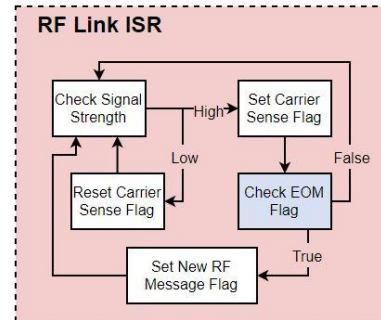 RF Link ISR
Check Signal
Strength
High
Set Carrier
Sense Flag
Low
False
Reset Carrier
Sense Flag
Check EOM
Flag
True
Set New RF
Message Flag